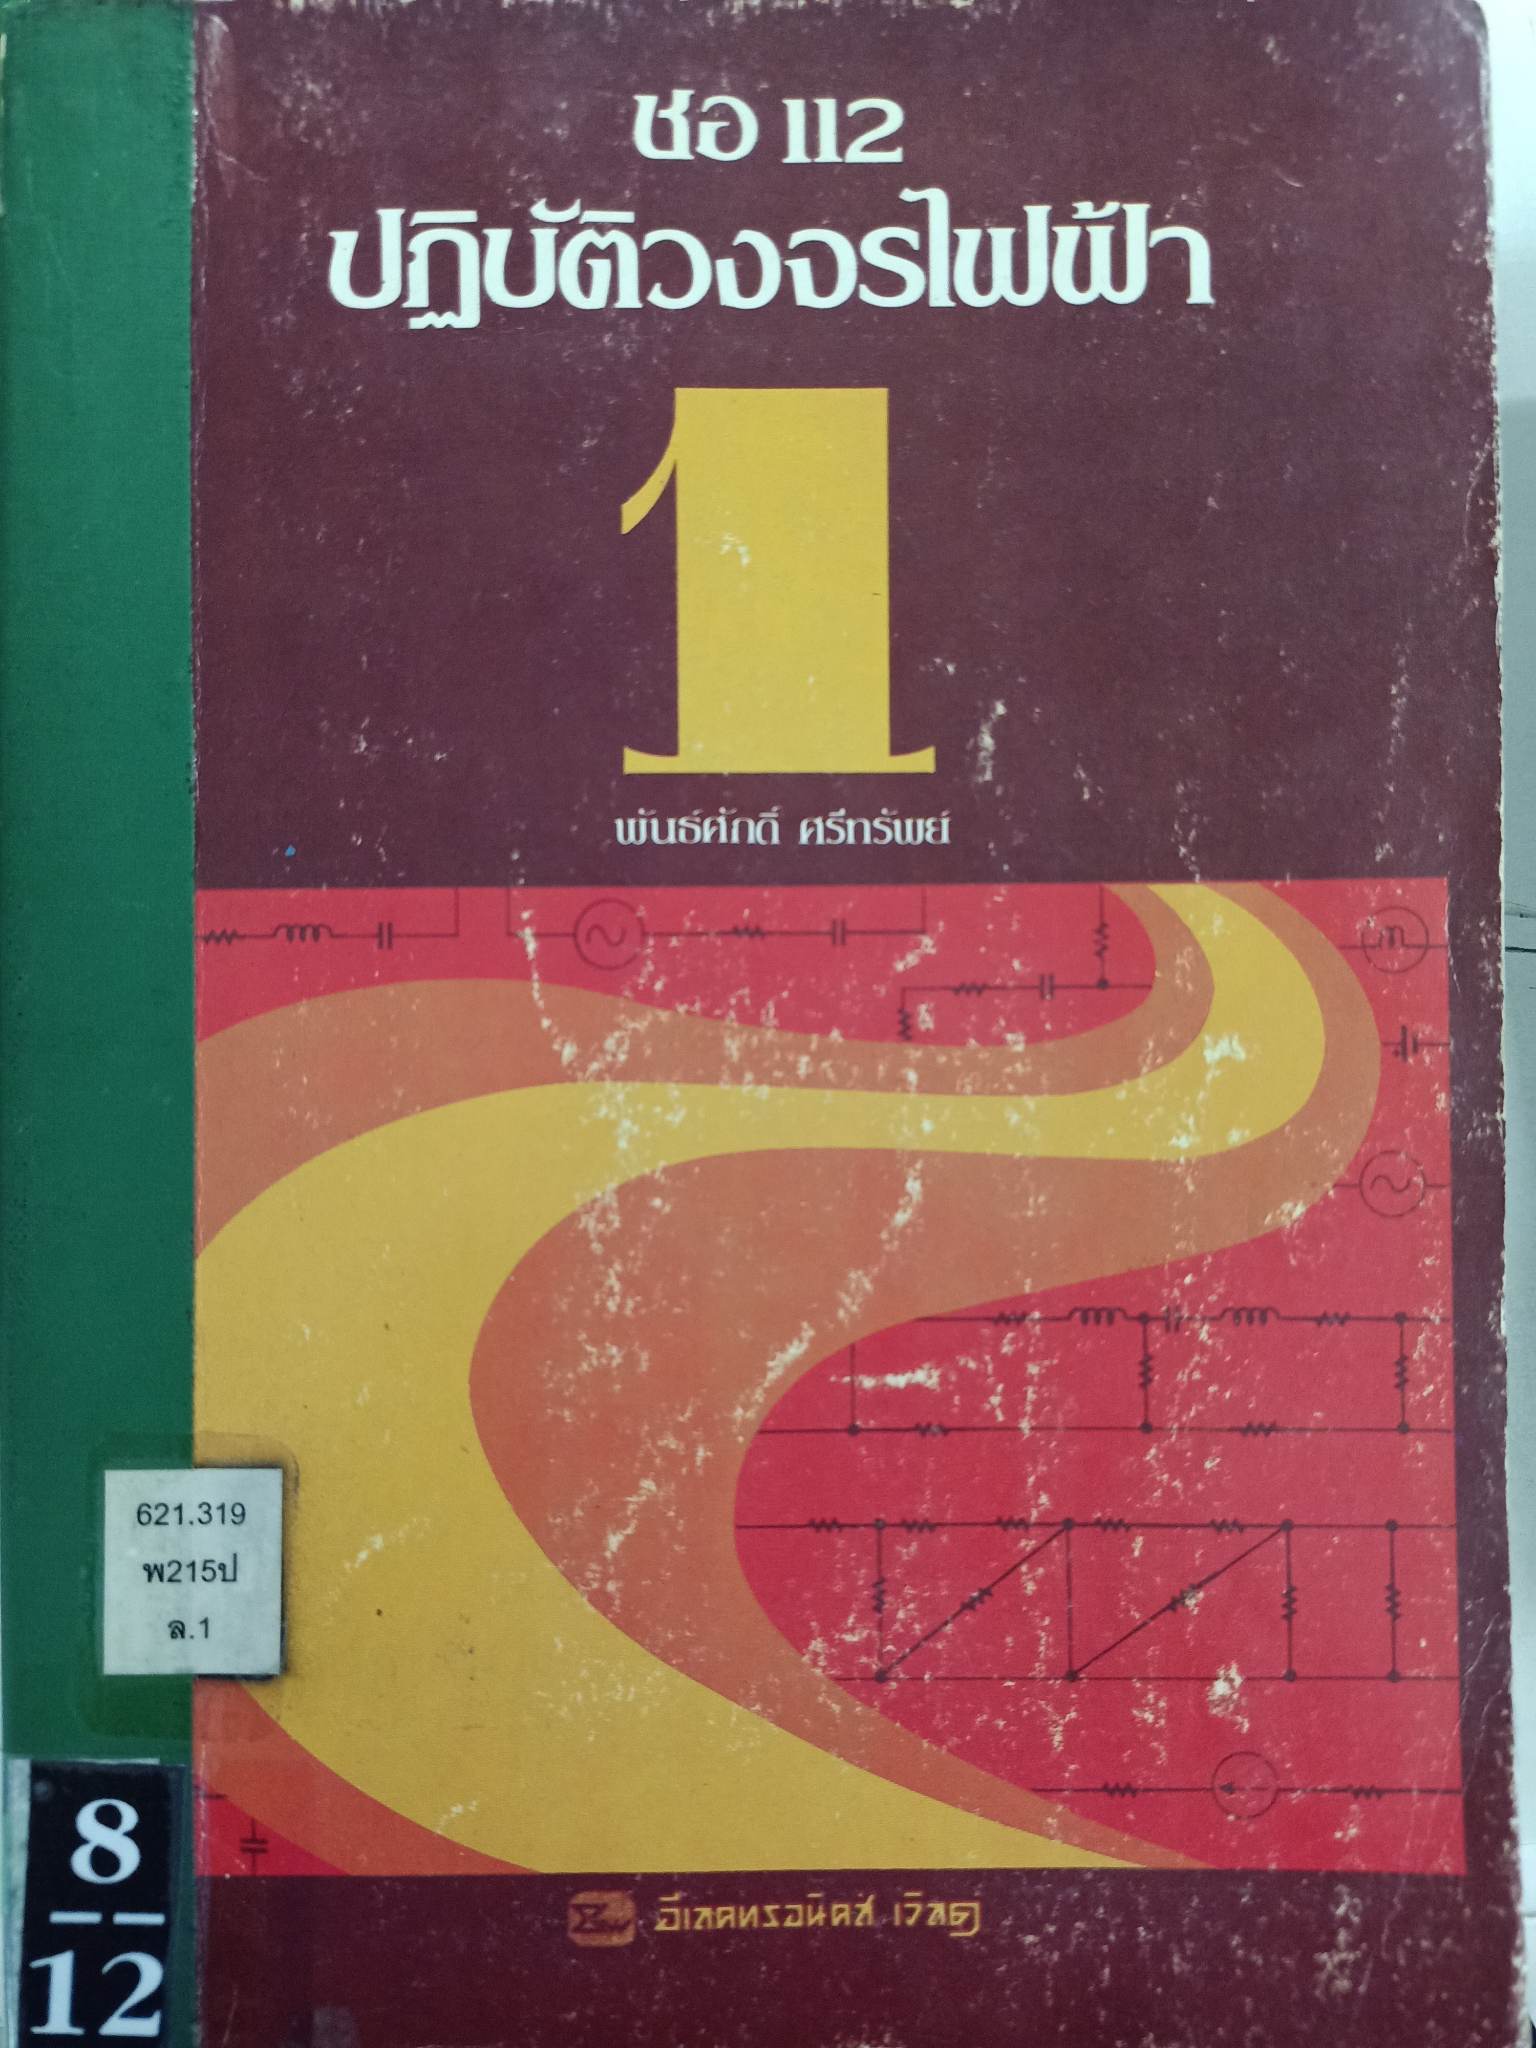 ชอ 112
ปฏิบัติวงจรไฟฟ้า
1
พันธ์ศักดิ์ ศรีทรัพย์
621.319
พ215ป
ล.1
8
12
อีเลคทรอนิคส์ เวิลด์